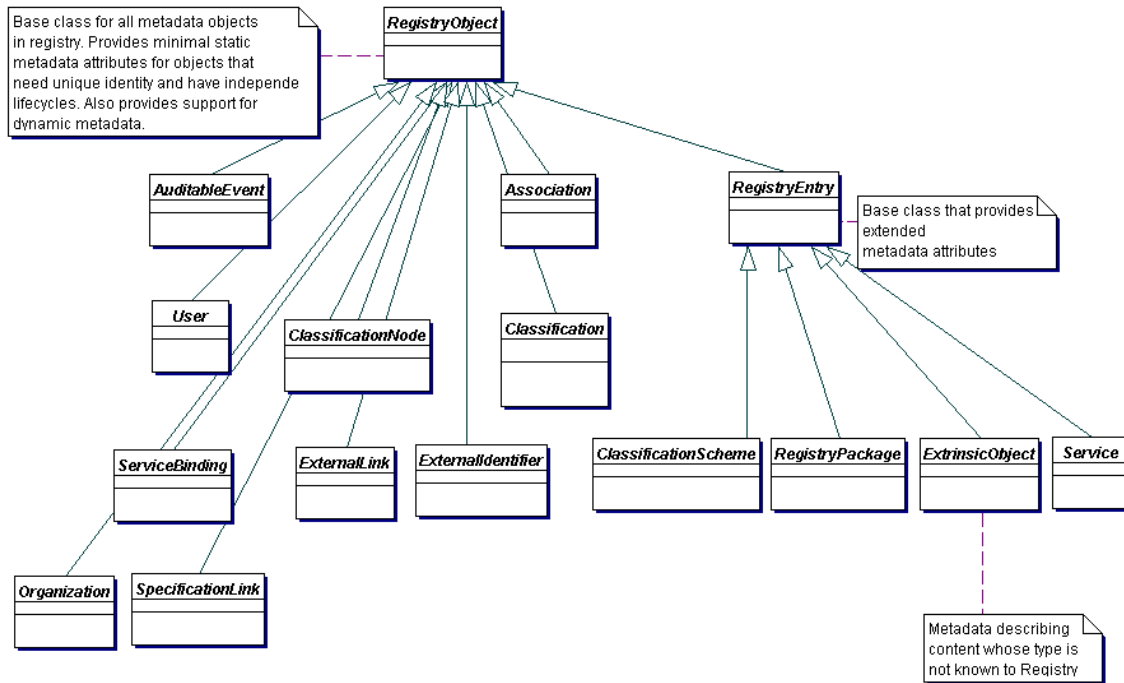 Base class for all metadata objects
in registry. Provides minimal static
metadata attributes for objects that
need unique identity and have independe
lifecycles. Also provides support for
dynamic metadata.
RegistryObject
AuditableEvent
Association
RegistryEntry
Base class that provides
extended
metadata attributes
User
ClassificationNode
Classification
ServiceBinding
ExternalLink
ExternalIdentifier
ClassificationScheme
RegistryPackage
ExtrinsicObject
Service
Organization
SpecificationLink
Metadata describing
content whose type is
not known to Registry